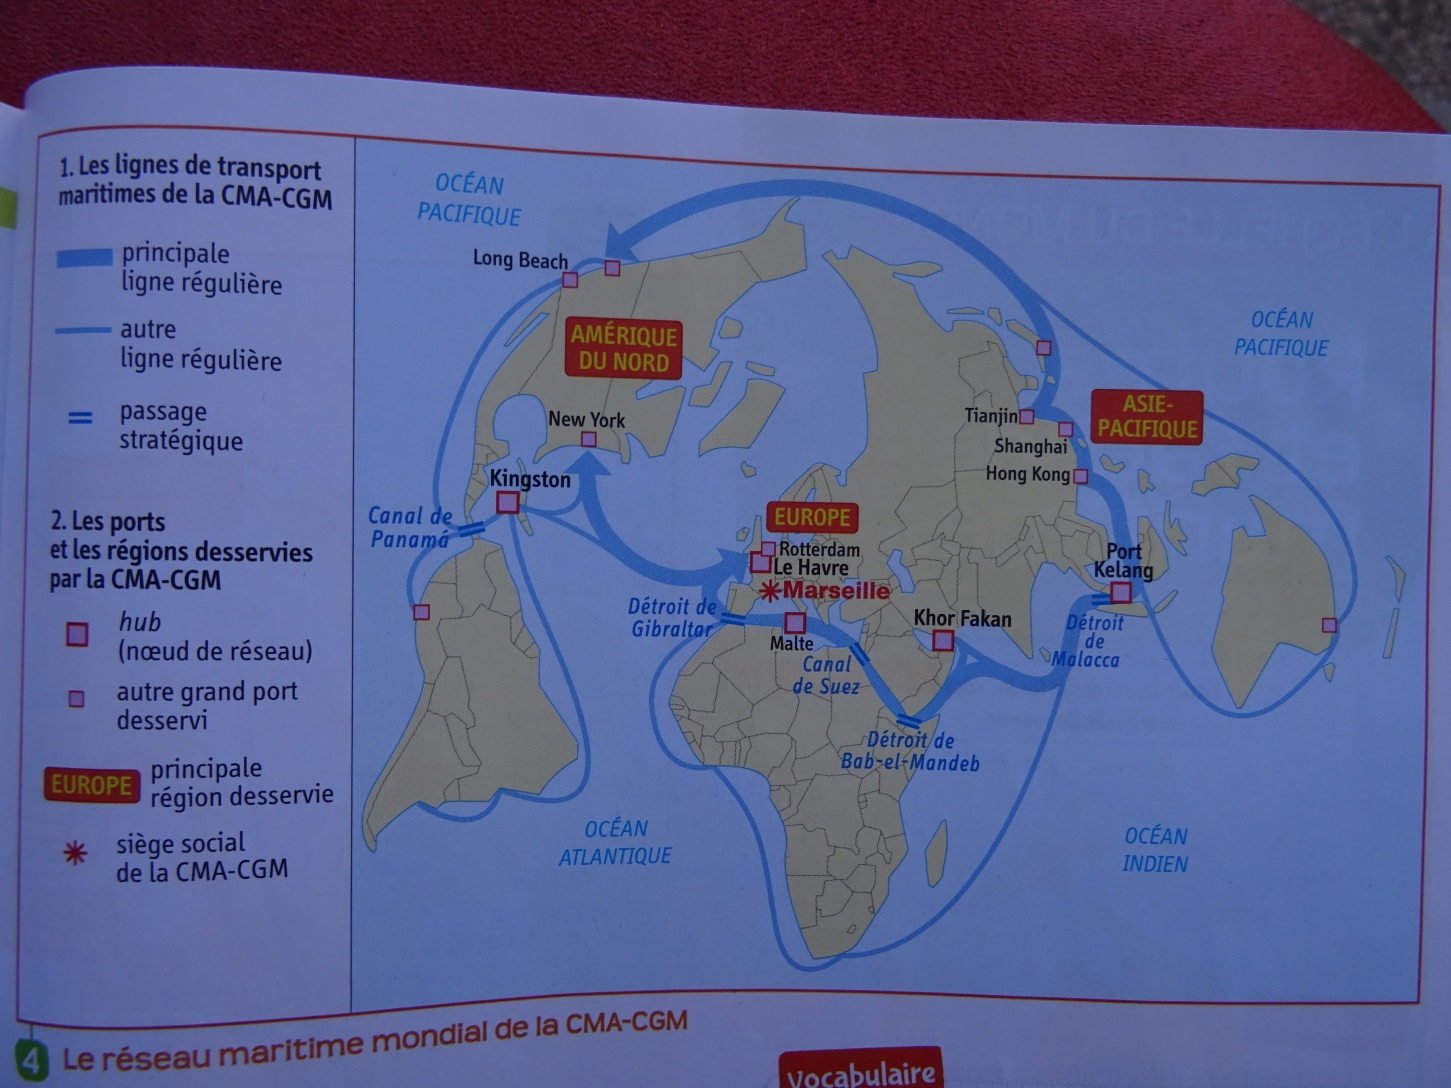 1. Les lignes de transport
maritimes de la CMA-CGM
principale
ligne régulière
autre
ligne régulière
passage
stratégique
2. Les ports
et les régions desservies
par la CMA-CGM
hub
(nœud de réseau)
autre grand port
desservi
EUROPE
principale
région desservie
siège social
de la CMA-CGM
OCÉAN
PACIFIQUE
Long Beach
AMÉRIQUE
DU NORD
New York
Kingston
Canal de
Panamá
OCÉAN
PACIFIQUE
ASIE-
PACIFIQUE
Tianjin
Shanghai
Hong Kong
EUROPE
Rotterdam
Le Havre
Marseille
Détroit de
Gibraltar
Malte
Canal
de Suez
Khor Fakan
Port
Kelang
Détroit
de
Malacca
Détroit de
Bab-el-Mandeb
OCÉAN
ATLANTIQUE
OCÉAN
INDIEN
4 Le réseau maritime mondial de la CMA-CGM
Vocabulaire